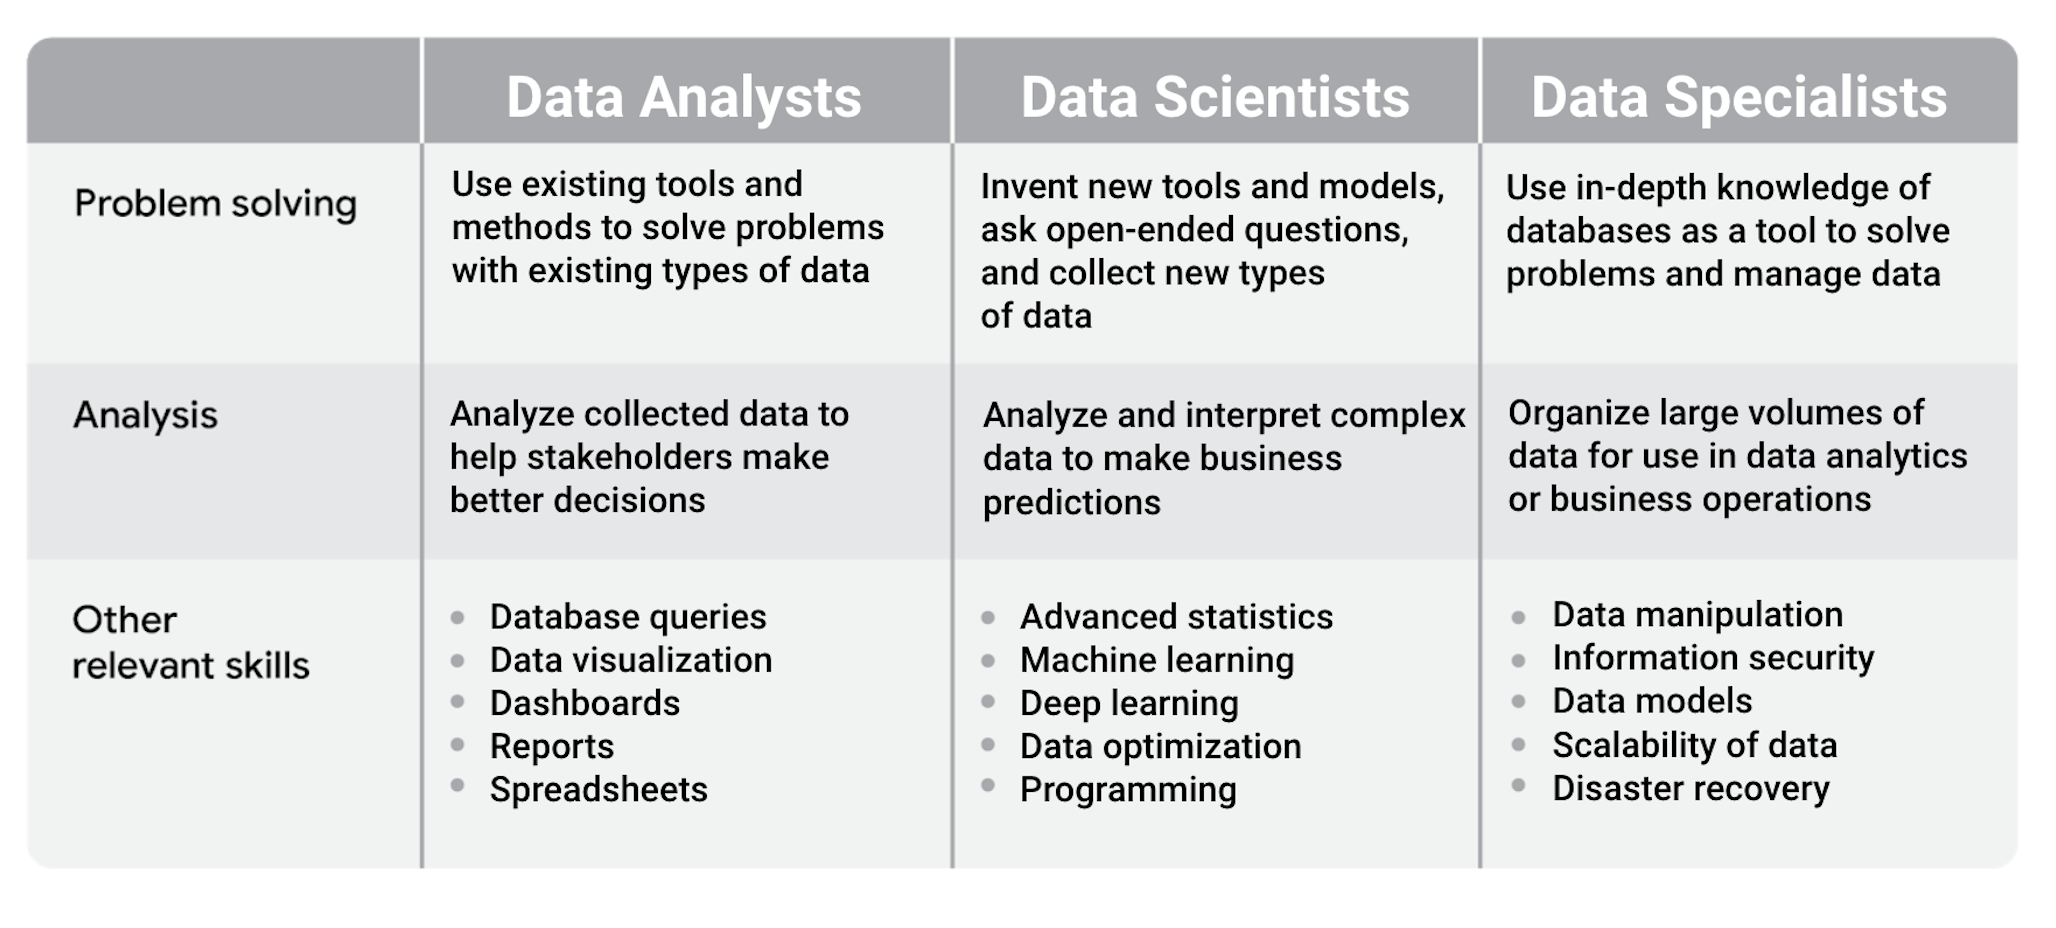 Data Analysts
Data Scientists
Data Specialists
Problem solving
Use existing tools and
methods to solve problems
with existing types of data
Invent new tools and models,
ask open-ended questions,
and collect new types
of data
Use in-depth knowledge of
databases as a tool to solve
problems and manage data
Analysis
Analyze collected data to
help stakeholders make
better decisions
Analyze and interpret complex
data to make business
predictions
Organize large volumes of
data for use in data analytics
or business operations
Other
relevant skills
Database queries
Data visualization
Dashboards
Reports
Spreadsheets
Advanced statistics
Machine learning
Deep learning
Data optimization
Programming
Data manipulation
Information security
Data models
Scalability of data
Disaster recovery